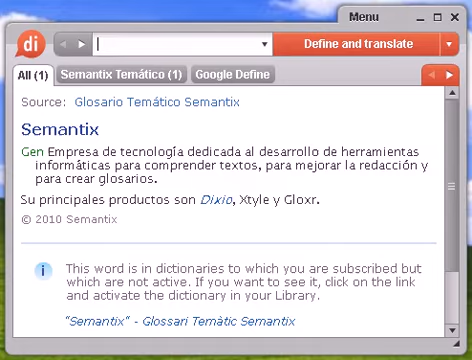 Menu
di
Define and translate
All (1) Semantix Temático (1) Google Define
Source: Glosario Temático Semantix
Semantix
Gen Empresa de tecnología dedicada al desarrollo de herramientas
informáticas para comprender textos, para mejorar la redacción y
para crear glosarios.
Su principales productos son Dixio, Xtyle y Gloxr.
© 2010 Semantix
i
This word is in dictionaries to which you are subscribed but
which are not active. If you want to see it, click on the link
and activate the dictionary in your Library.
"Semantix" - Glossari Temàtic Semantix